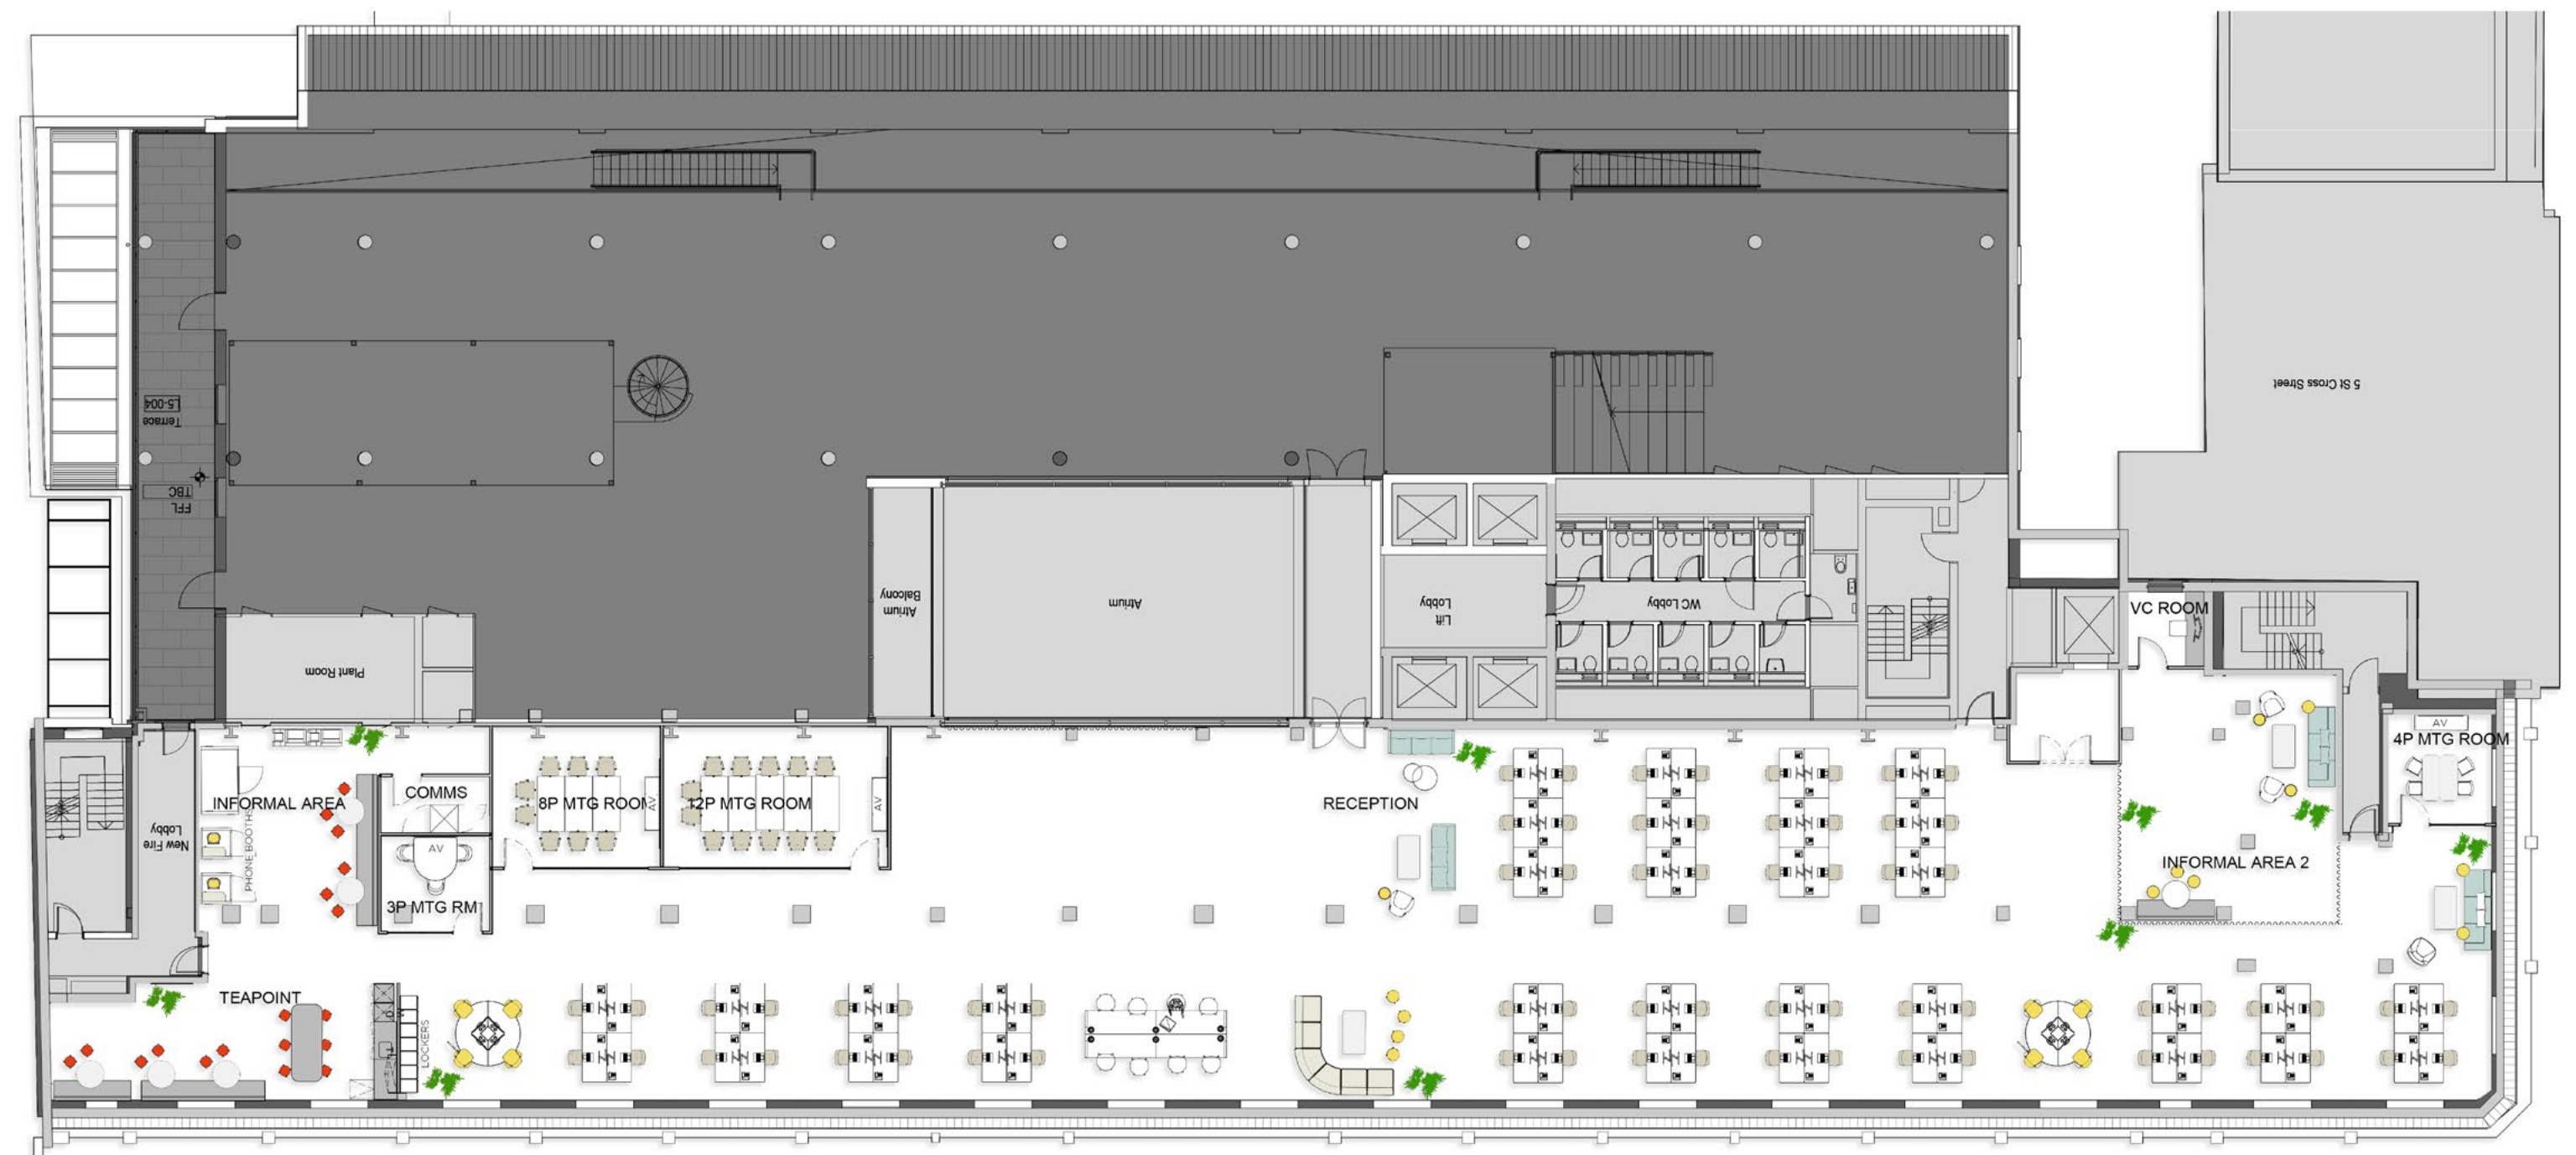 5 St Cross Street
L5-004
Terrace
TBC
FFL
Atrium
Balcony
Atrium
Lift
Lobby
WC Lobby
VC ROOM
Plant Room
AV
4P MTG ROOM
INFORMAL AREA
COMMS
8P MTG ROOM
AV
12P MTG ROOM
AV
RECEPTION
New Fire
Lobby
PHONE BOOTHS
AV
INFORMAL AREA 2
3P MTG RM
TEAPOINT
LOCKERS